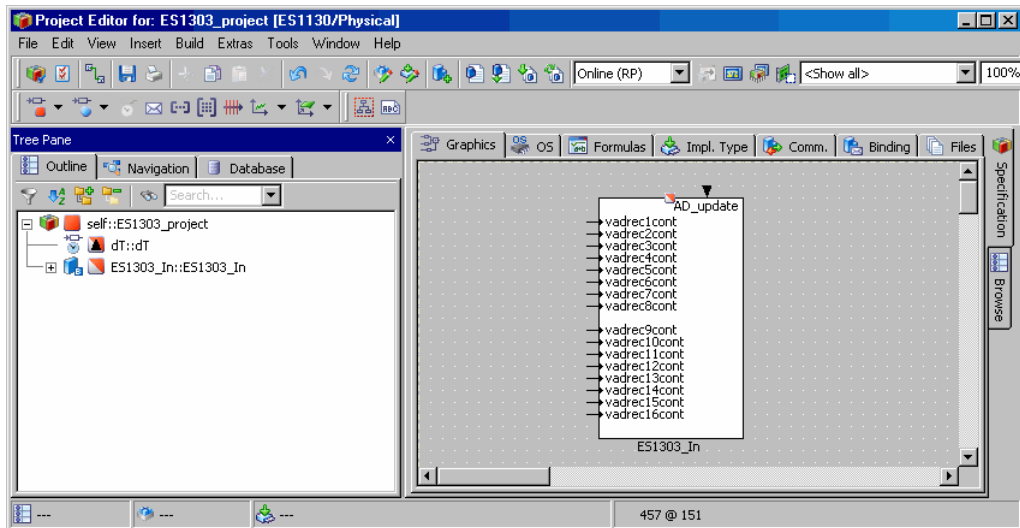 Project Editor for: ES1303_project [ES1130/Physical]
File Edit View Insert Build Extras Tools Window Help
Online (RP) <Show all> 100%
Tree Pane
Outline Navigation Database
Search...
self::ES1303_project
dT::dT
ES1303_In::ES1303_In
Graphics OS Formulas Impl. Type Comm. Binding Files
AD_update
vadrec1cont
vadrec2cont
vadrec3cont
vadrec4cont
vadrec5cont
vadrec6cont
vadrec7cont
vadrec8cont
vadrec9cont
vadrec10cont
vadrec11cont
vadrec12cont
vadrec13cont
vadrec14cont
vadrec15cont
vadrec16cont
ES1303_In
Specification
Browse
--- --- --- 457 @ 151